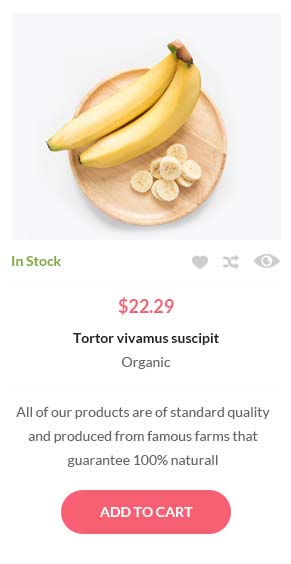 In Stock
$22.29
Tortor vivamus suscipit
Organic
All of our products are of standard quality
and produced from famous farms that
guarantee 100% naturall
ADD TO CART